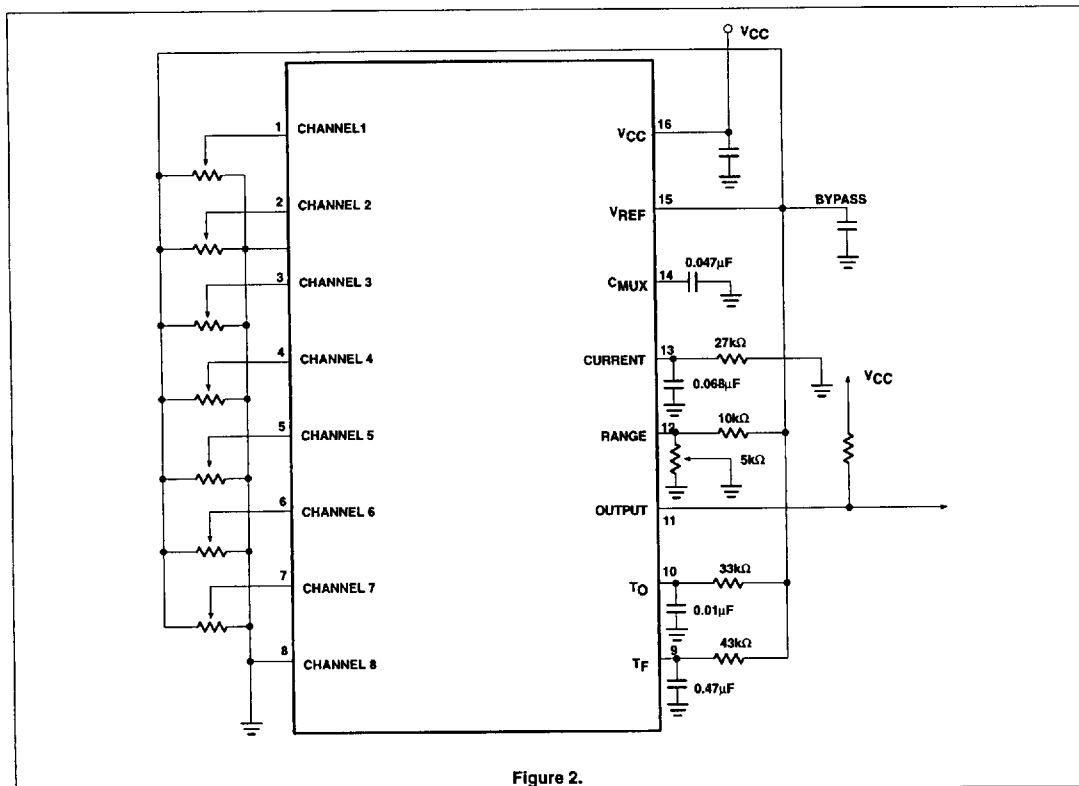 VCC
1 CHANNEL1
2 CHANNEL 2
3 CHANNEL 3
4 CHANNEL 4
5 CHANNEL 5
6 CHANNEL 6
7 CHANNEL 7
8 CHANNEL 8
VCC 16
VREF 15
BYPASS
CMUX 14
0.047μF
CURRENT 13
27kΩ
0.068μF
VCC
RANGE 12
10kΩ
5kΩ
OUTPUT 11
TO 10
33kΩ
0.01μF
TF 9
43kΩ
0.47μF
Figure 2.